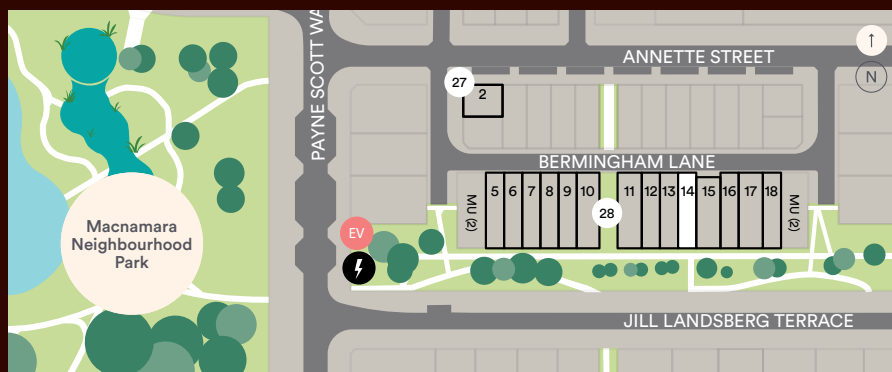 PAYNE SCOTT WA
ANNETTE STREET
↑
N
27
2
BERMINGHAM LANE
MU (2)
5 6 7 8 9 10
28
11 12 13 14 15 16 17 18
MU (2)
Macnamara
Neighbourhood
Park
EV
JILL LANDSBERG TERRACE